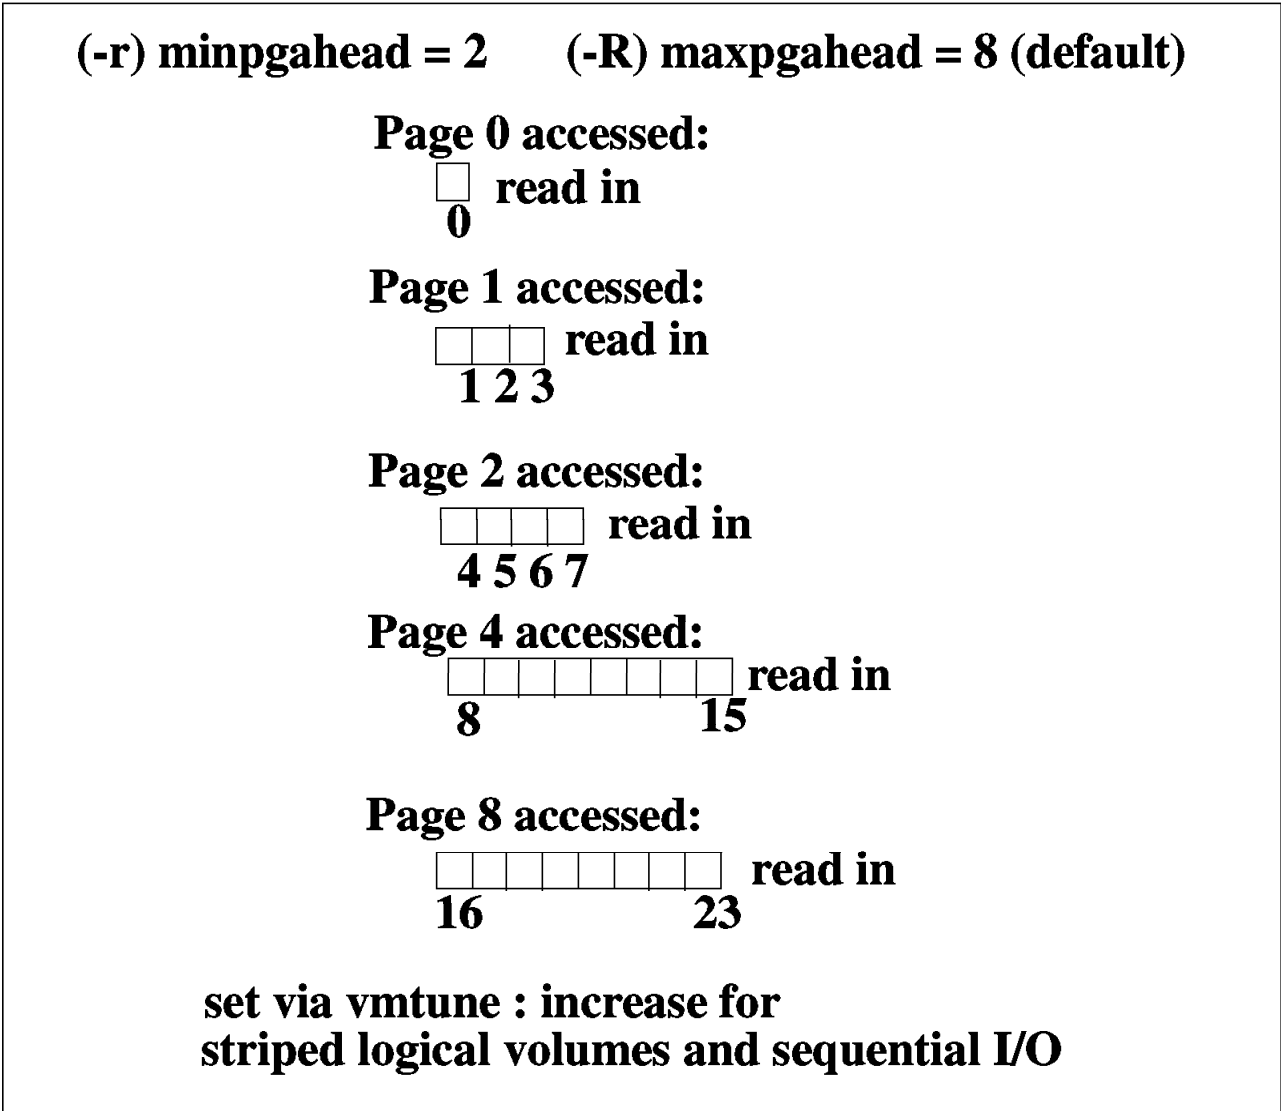 (-r) minpgahead = 2 (-R) maxpgahead = 8 (default)
Page 0 accessed:
read in
0
Page 1 accessed:
read in
1 2 3
Page 2 accessed:
read in
4 5 6 7
Page 4 accessed:
read in
8 15
Page 8 accessed:
read in
16 23
set via vmtune : increase for
striped logical volumes and sequential I/O